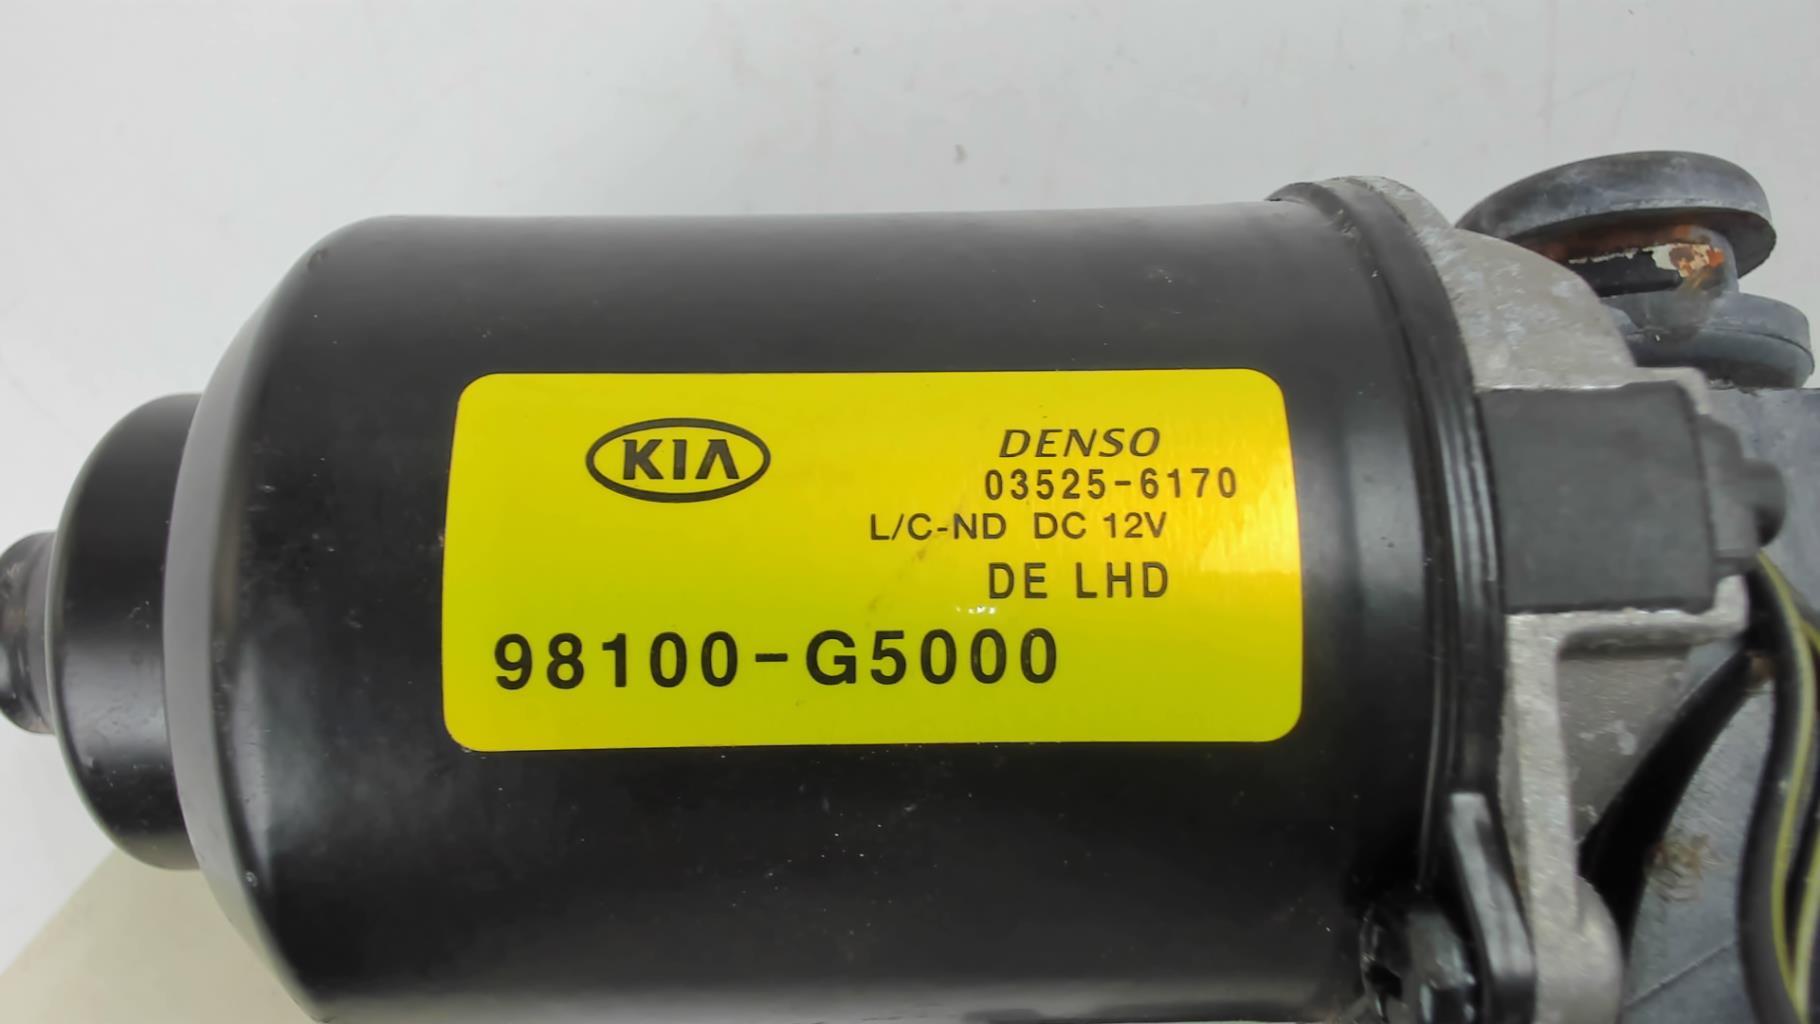 KIA
DENSO
03525-6170
L/C-ND DC 12V
DE LHD
98100-G5000